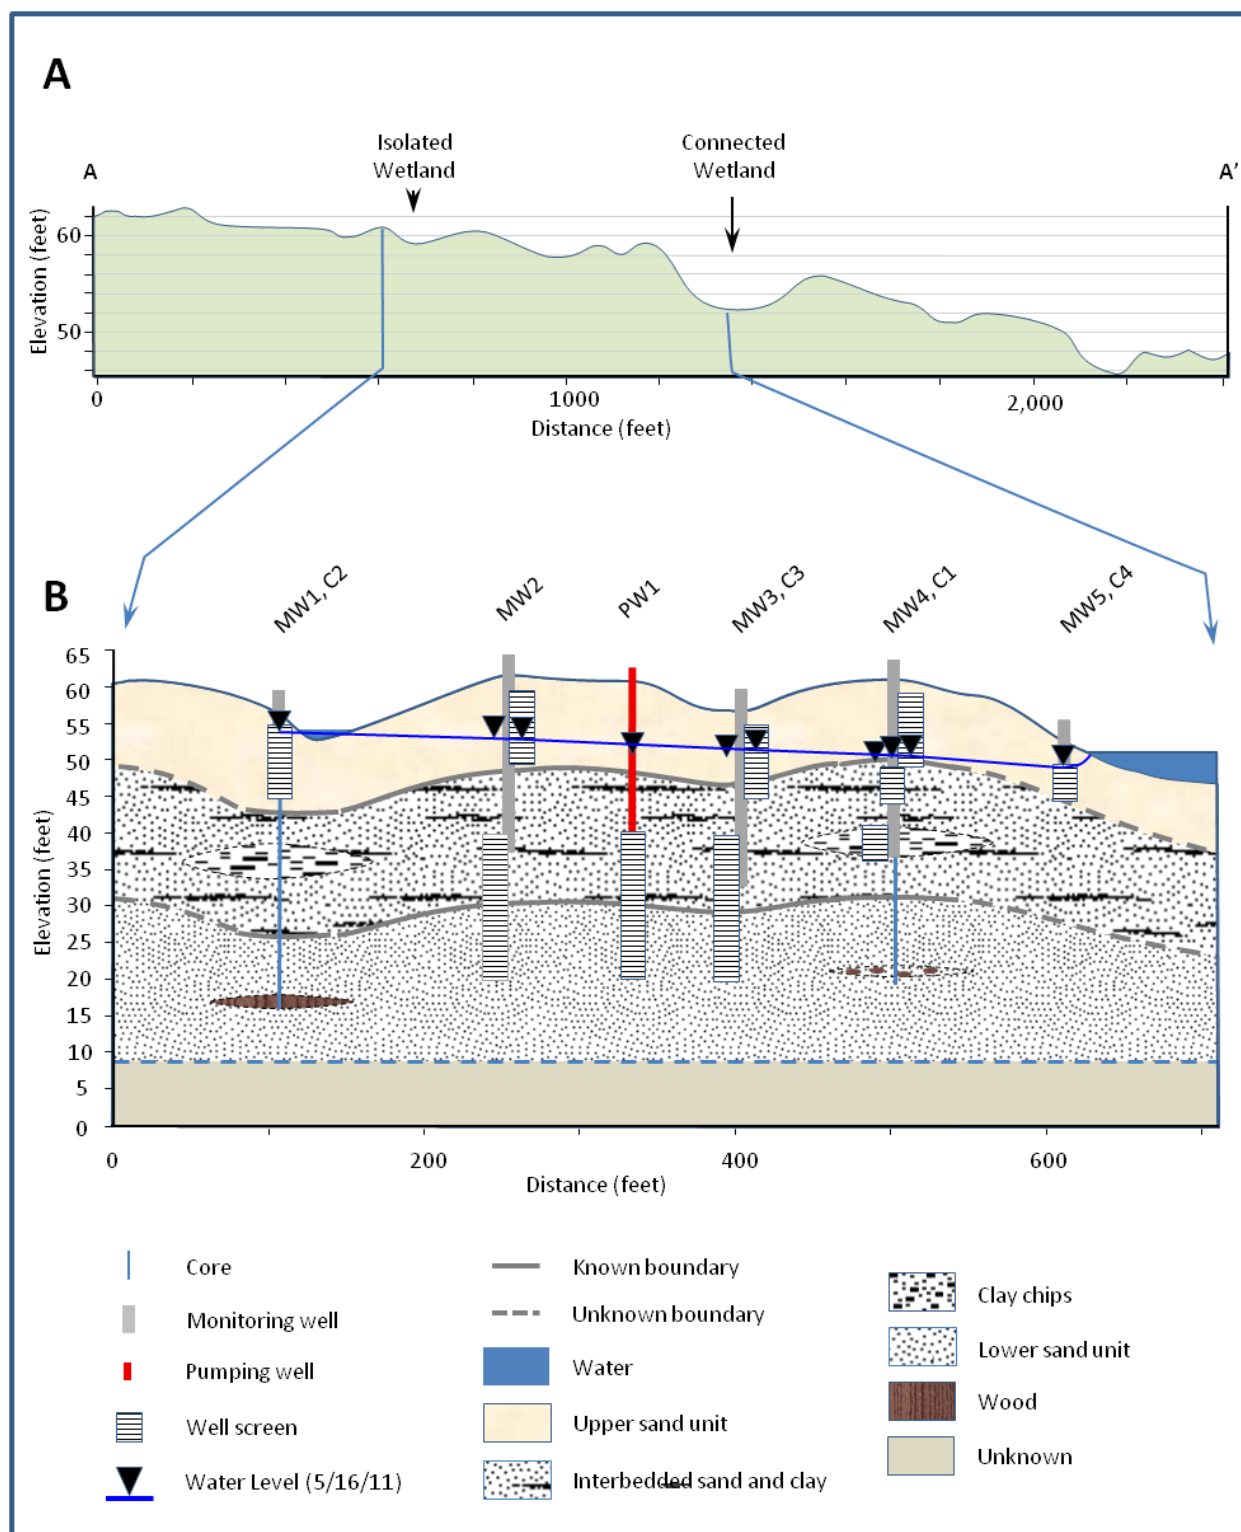 A
Isolated
Wetland
Connected
Wetland
A
A'
Elevation (feet)
60
50
0
1000
2,000
Distance (feet)
B
MW1, C2
MW2
PW1
MW3, C3
MW4, C1
MW5, C4
Elevation (feet)
65
60
55
50
45
40
35
30
25
20
15
10
5
0
0
200
400
600
Distance (feet)
Core
Monitoring well
Pumping well
Well screen
Water Level (5/16/11)
Known boundary
Unknown boundary
Water
Upper sand unit
Interbedded sand and clay
Clay chips
Lower sand unit
Wood
Unknown